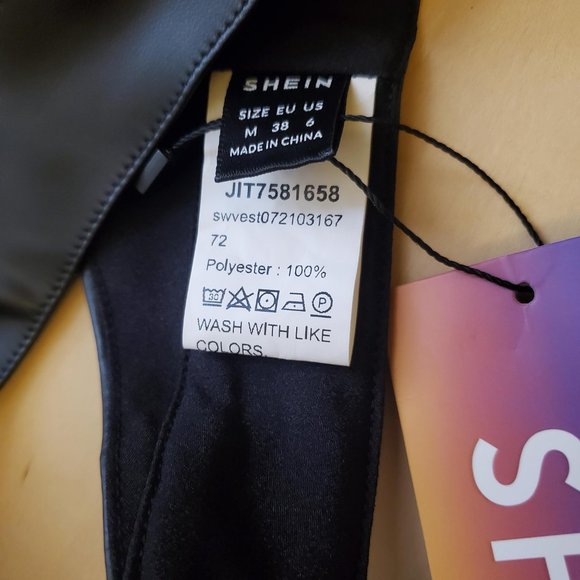 SHEIN
SIZE EU US
M 38 6
MADE IN CHINA
JIT7581658
swvest072103167
72
Polyester : 100%
30 P
WASH WITH LIKE
COLORS.
SH